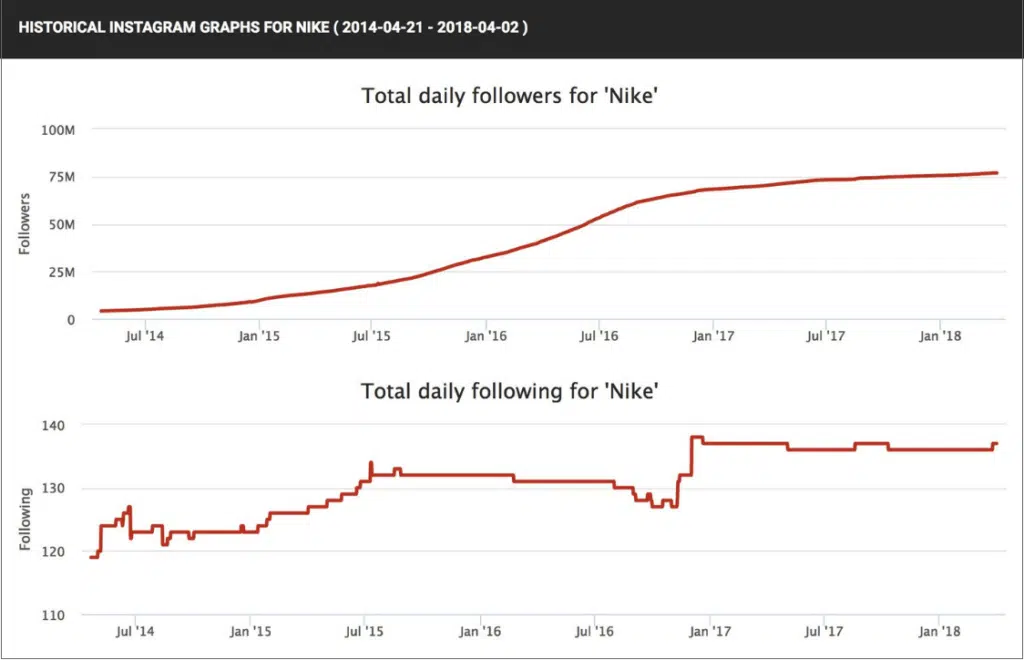 HISTORICAL INSTAGRAM GRAPHS FOR NIKE ( 2014-04-21 - 2018-04-02 )
Total daily followers for 'Nike'
100M
75M
50M
25M
0
Followers
Jul '14 Jan '15 Jul '15 Jan '16 Jul '16 Jan '17 Jul '17 Jan '18
Total daily following for 'Nike'
140
130
120
110
Following
Jul '14 Jan '15 Jul '15 Jan '16 Jul '16 Jan '17 Jul '17 Jan '18